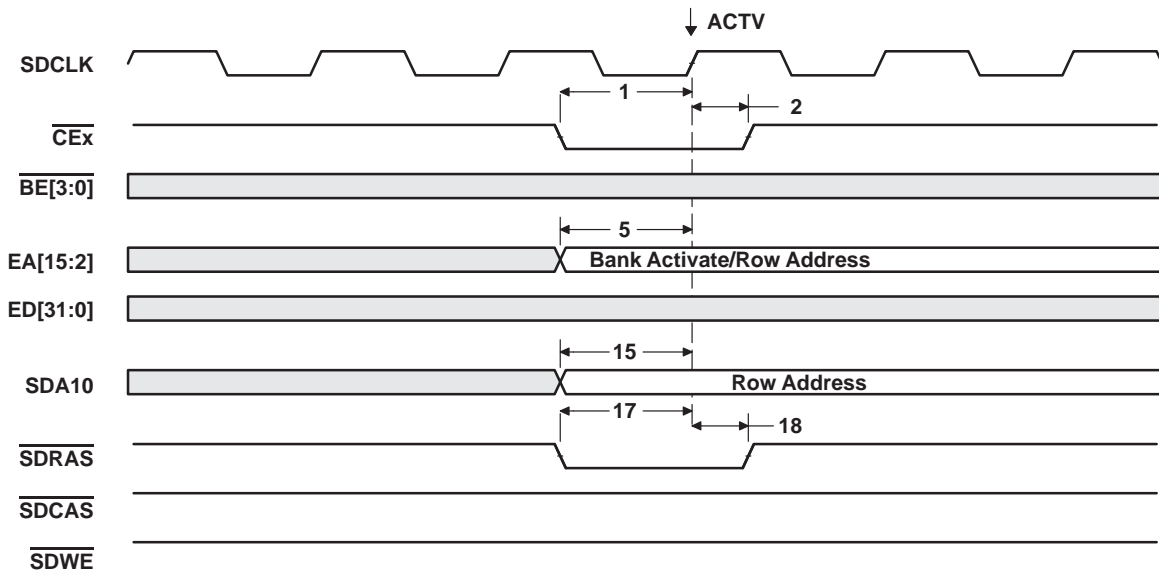 ACTV
SDCLK
1
2
CEx
BE[3:0]
5
EA[15:2]
Bank Activate/Row Address
ED[31:0]
15
SDA10
Row Address
17
18
SDRAS
SDCAS
SDWE